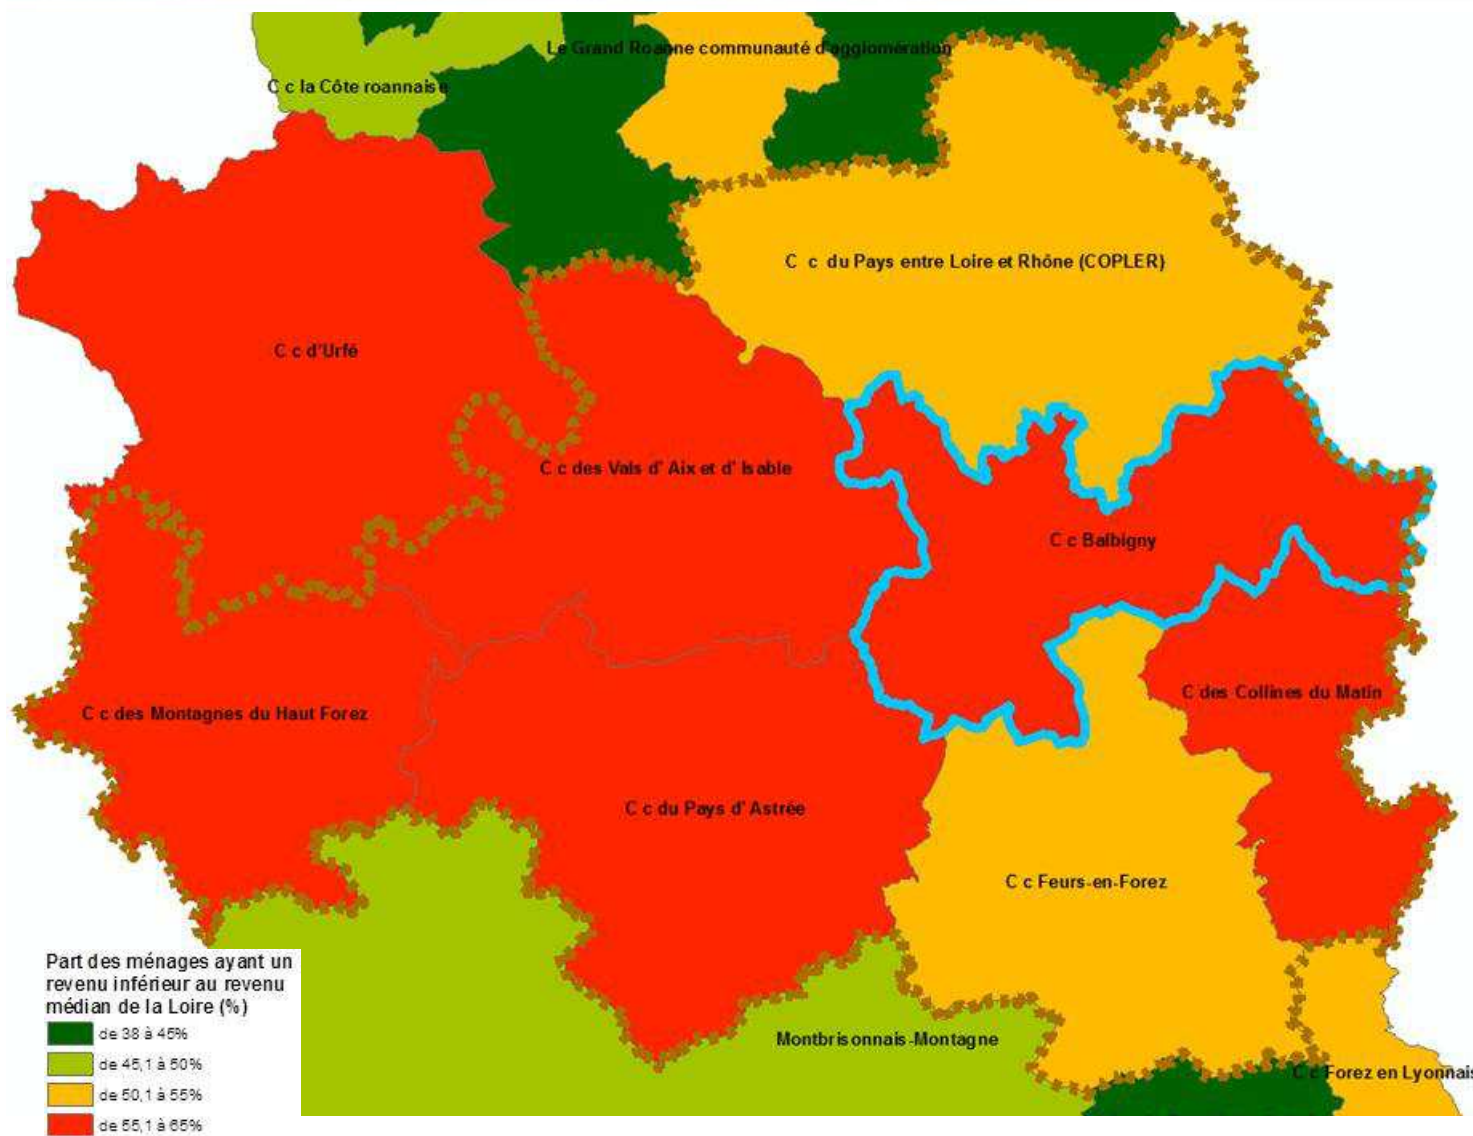 Le Grand Roanne communauté d'agglomération
C c la Côte roannaise
C c du Pays entre Loire et Rhône (COPLER)
C c d'Urfé
C c des Vals d' Aix et d' Isable
C c Balbigny
C des Collines du Matin
C c des Montagnes du Haut Forez
C c du Pays d' Astrée
C c Feurs-en-Forez
Part des ménages ayant un
revenu inférieur au revenu
médian de la Loire (%)
de 38 à 45%
de 45,1 à 50%
de 50,1 à 55%
de 55,1 à 65%
Montbrisonnais-Montagne
C c Forez en Lyonnais